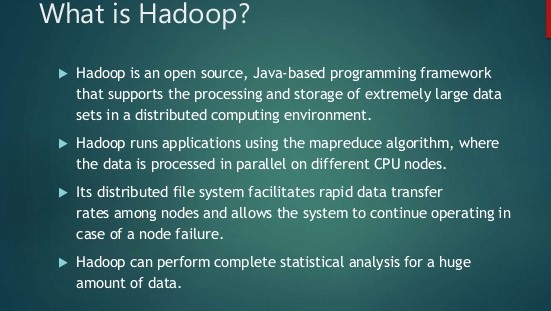 What is Hadoop?
Hadoop is an open source, Java-based programming framework
that supports the processing and storage of extremely large data
sets in a distributed computing environment.
Hadoop runs applications using the mapreduce algorithm, where
the data is processed in parallel on different CPU nodes.
Its distributed file system facilitates rapid data transfer
rates among nodes and allows the system to continue operating in
case of a node failure.
Hadoop can perform complete statistical analysis for a huge
amount of data.